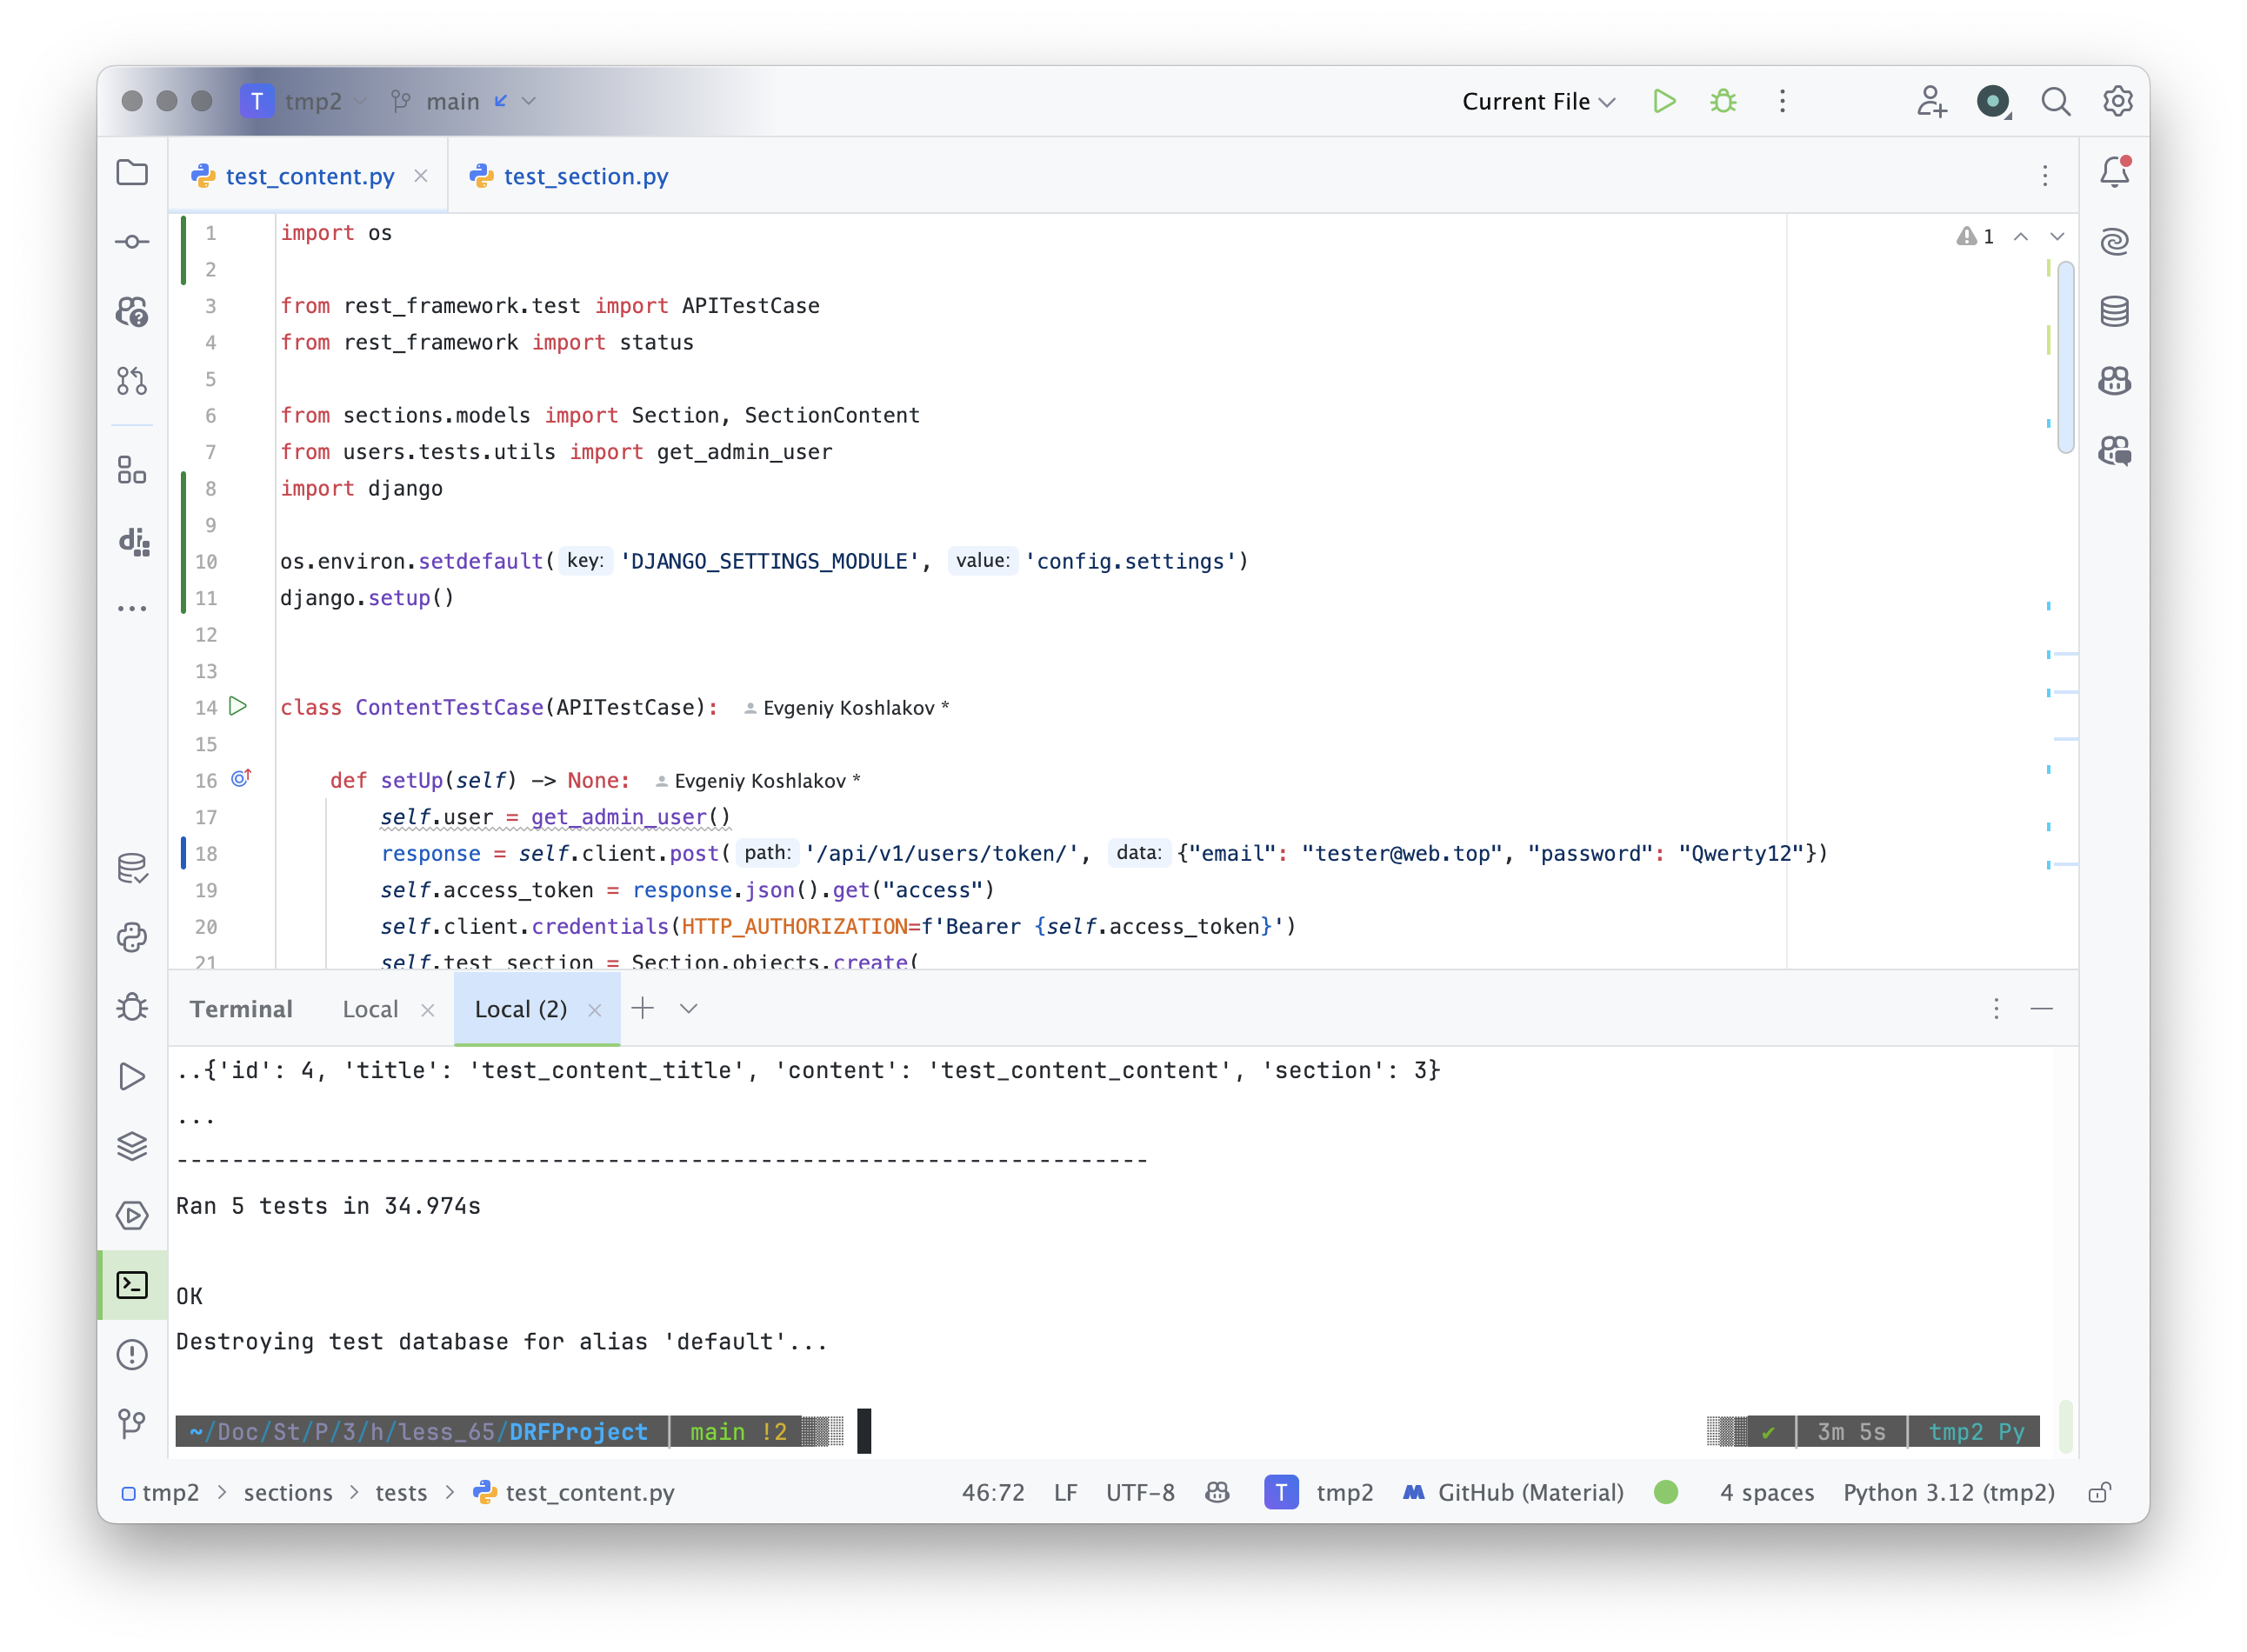 T tmp2 main Current File
test_content.py test_section.py
1 import os 1
2
3 from rest_framework.test import APITestCase
4 from rest_framework import status
5
6 from sections.models import Section, SectionContent
7 from users.tests.utils import get_admin_user
8 import django
9
10 os.environ.setdefault( key: 'DJANGO_SETTINGS_MODULE', value: 'config.settings')
11 django.setup()
12
13
14 class ContentTestCase(APITestCase): Evgeniy Koshlakov *
15
16 def setUp(self) -> None: Evgeniy Koshlakov *
17 self.user = get_admin_user()
18 response = self.client.post( path: '/api/v1/users/token/', data: {"email": "tester@web.top", "password": "Qwerty12"})
19 self.access_token = response.json().get("access")
20 self.client.credentials(HTTP_AUTHORIZATION=f'Bearer {self.access_token}')
21 self.test_section = Section.objects.create(
Terminal Local Local (2)
..{'id': 4, 'title': 'test_content_title', 'content': 'test_content_content', 'section': 3}
...
----------------------------------------------------------------------
Ran 5 tests in 34.974s
OK
Destroying test database for alias 'default'...
~/Doc/St/P/3/h/less_65/DRFProject main !2 ✔ 3m 5s tmp2 Py
tmp2 > sections > tests > test_content.py 46:72 LF UTF-8 T tmp2 GitHub (Material) 4 spaces Python 3.12 (tmp2)